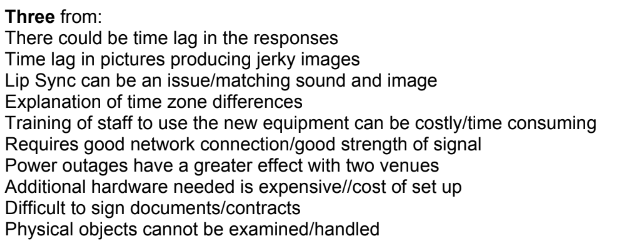 Three from:
There could be time lag in the responses
Time lag in pictures producing jerky images
Lip Sync can be an issue/matching sound and image
Explanation of time zone differences
Training of staff to use the new equipment can be costly/time consuming
Requires good network connection/good strength of signal
Power outages have a greater effect with two venues
Additional hardware needed is expensive//cost of set up
Difficult to sign documents/contracts
Physical objects cannot be examined/handled